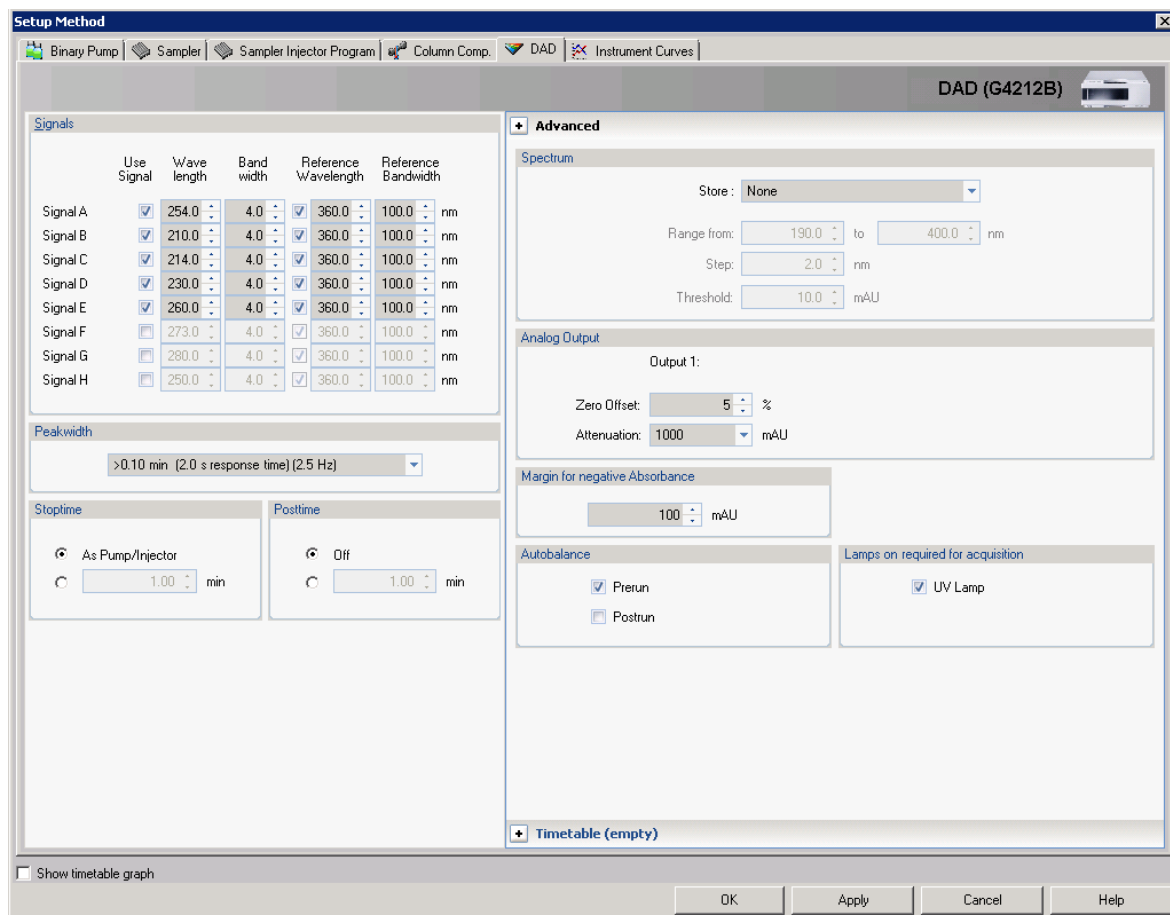 Setup Method
Binary Pump Sampler Sampler Injector Program Column Comp. DAD Instrument Curves
DAD (G4212B)
Signals
Use Signal Wave length Band width Reference Wavelength Reference Bandwidth
Signal A 254.0 4.0 360.0 100.0 nm
Signal B 210.0 4.0 360.0 100.0 nm
Signal C 214.0 4.0 360.0 100.0 nm
Signal D 230.0 4.0 360.0 100.0 nm
Signal E 260.0 4.0 360.0 100.0 nm
Signal F 273.0 4.0 360.0 100.0 nm
Signal G 280.0 4.0 360.0 100.0 nm
Signal H 250.0 4.0 360.0 100.0 nm
Peakwidth
>0.10 min (2.0 s response time) (2.5 Hz)
Stoptime
As Pump/Injector
1.00 min
Posttime
Off
1.00 min
+ Advanced
Spectrum
Store : None
Range from: 190.0 to 400.0 nm
Step: 2.0 nm
Threshold: 10.0 mAU
Analog Output
Output 1:
Zero Offset: 5 %
Attenuation: 1000 mAU
Margin for negative Absorbance
100 mAU
Autobalance
Prerun
Postrun
Lamps on required for acquisition
UV Lamp
+ Timetable (empty)
Show timetable graph
OK Apply Cancel Help